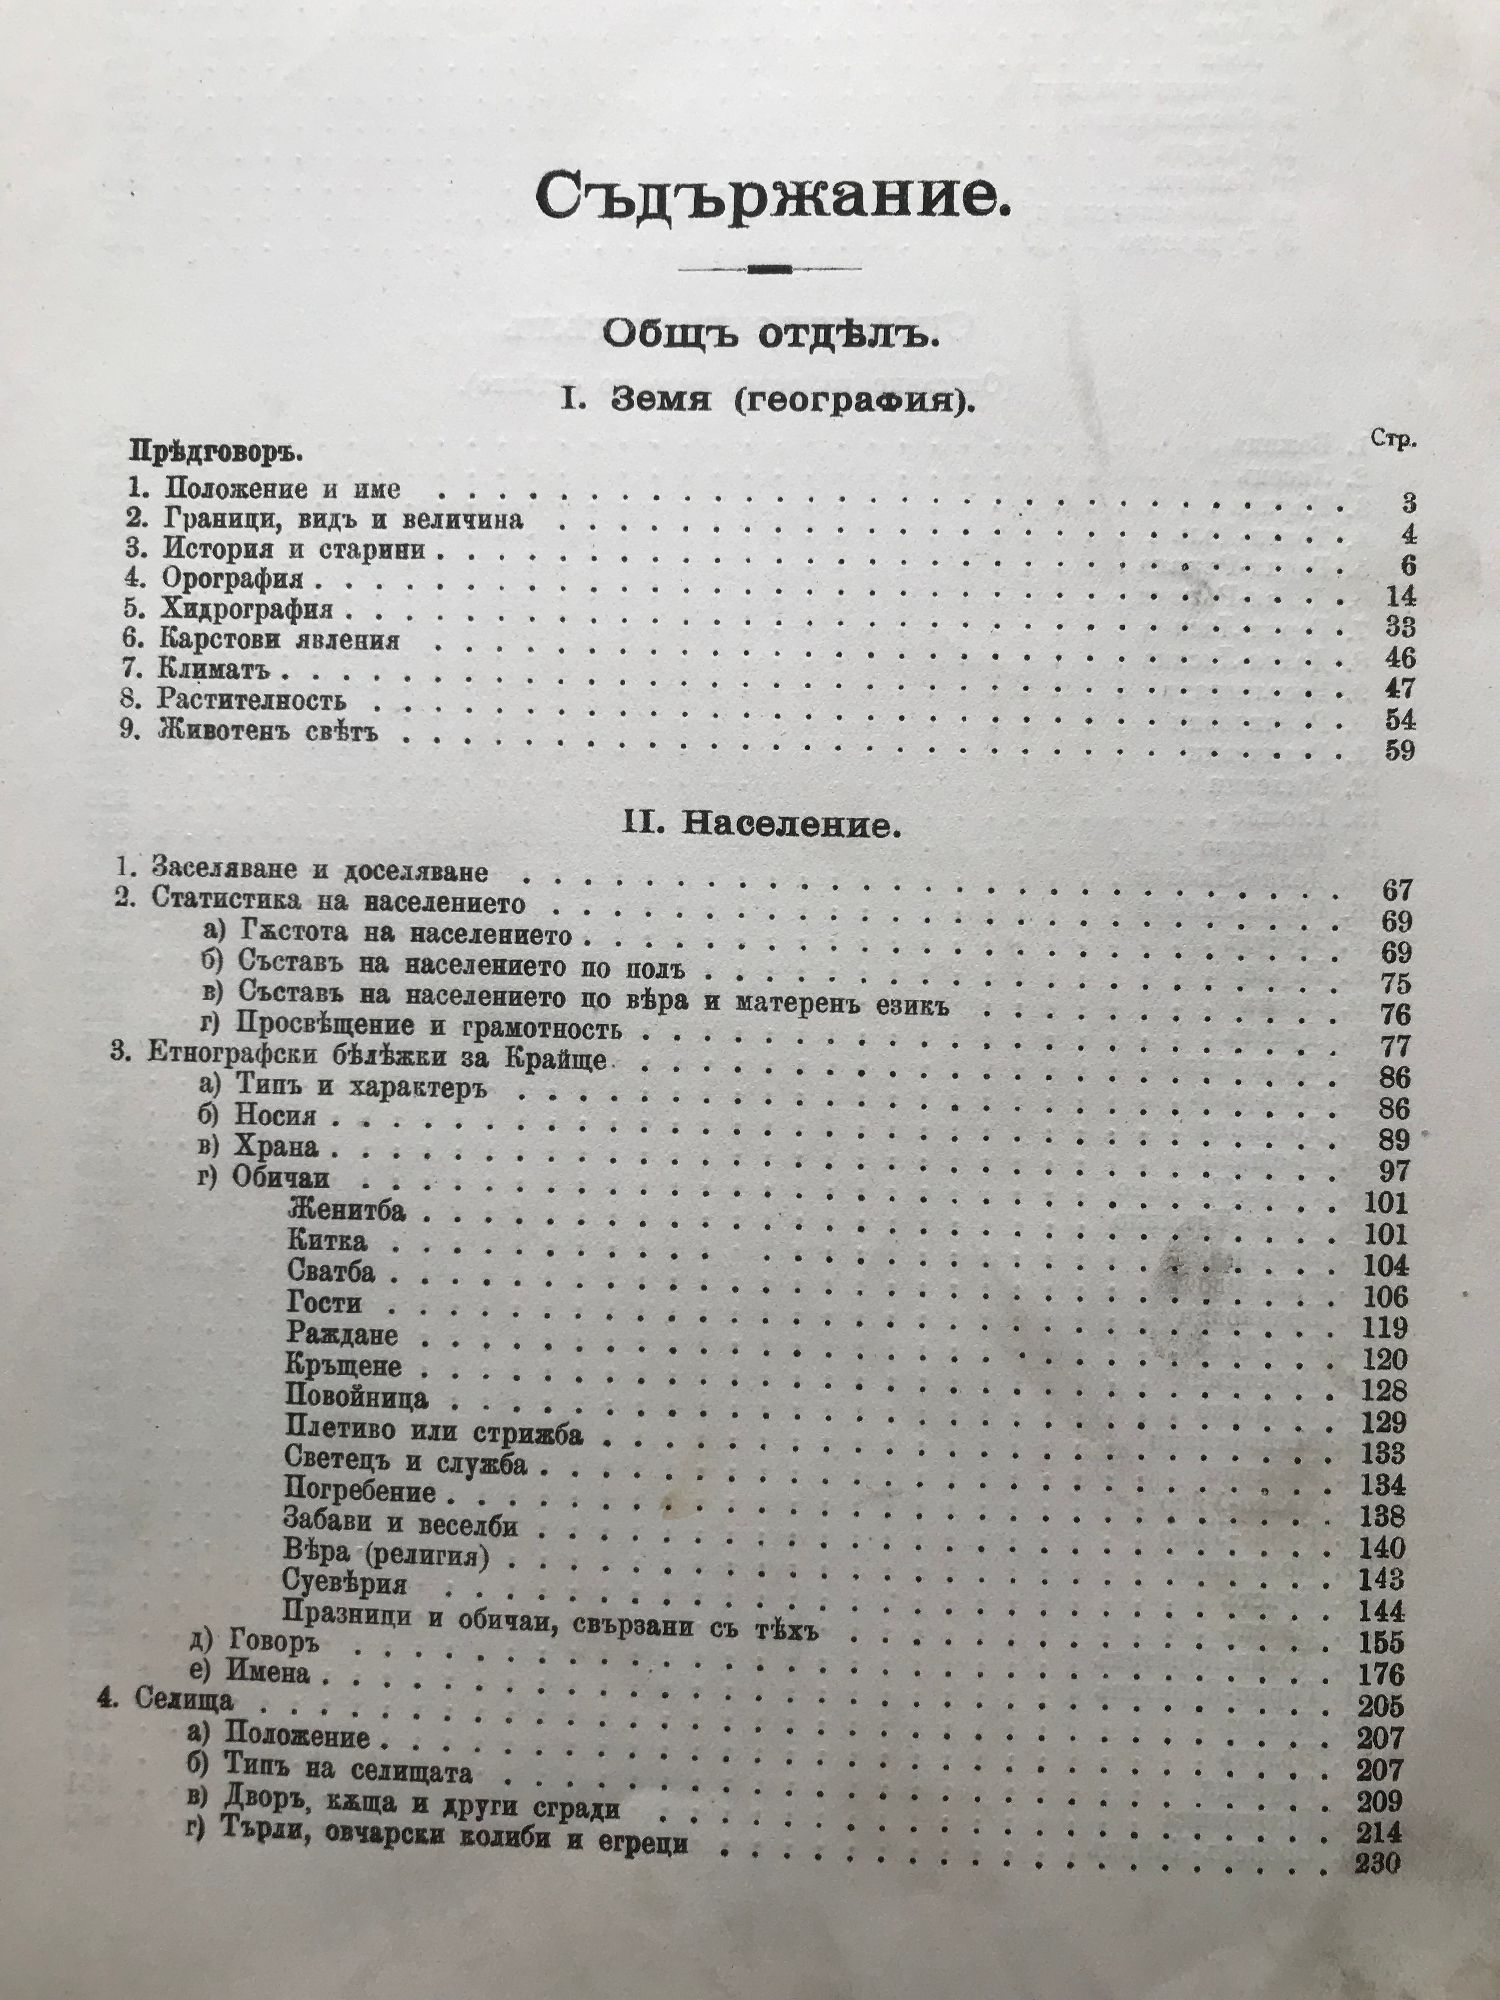 Съдържание.
Общъ отдѣлъ.
I. Земя (география).
Стр.
Прѣдговоръ.
1. Положение и име . . . . . 3
2. Граници, видъ и величина . . . . . 4
3. История и старини . . . . . 6
4. Орография . . . . . 14
5. Хидрография . . . . . 33
6. Карстови явления . . . . . 46
7. Климатъ . . . . . 47
8. Растителность . . . . . 54
9. Животенъ свѣтъ . . . . . 59
II. Население.
1. Заселяване и доселяване . . . . . 67
2. Статистика на населението . . . . . 69
а) Гѫстота на населението . . . . . 69
б) Съставъ на населението по полъ . . . . . 75
в) Съставъ на населението по вѣра и матеренъ езикъ . . . . . 76
г) Просвѣщение и грамотность . . . . . 77
3. Етнографски бѣлѣжки за Крайще . . . . . 86
а) Типъ и характеръ . . . . . 86
б) Носия . . . . . 89
в) Храна . . . . . 97
г) Обичаи . . . . . 101
Женитба . . . . . 101
Китка . . . . . 104
Сватба . . . . . 106
Гости . . . . . 119
Раждане . . . . . 120
Кръщене . . . . . 128
Повойница . . . . . 129
Плетиво или стрижба . . . . . 133
Светецъ и служба . . . . . 134
Погребение . . . . . 138
Забави и веселби . . . . . 140
Вѣра (религия) . . . . . 143
Суевѣрия . . . . . 144
Празници и обичаи, свързани съ тѣхъ . . . . . 155
д) Говоръ . . . . . 176
е) Имена . . . . . 205
4. Селища . . . . . 207
а) Положение . . . . . 207
б) Типъ на селищата . . . . . 209
в) Дворъ, кѫща и други сгради . . . . . 214
г) Търли, овчарски колиби и егреци . . . . . 230